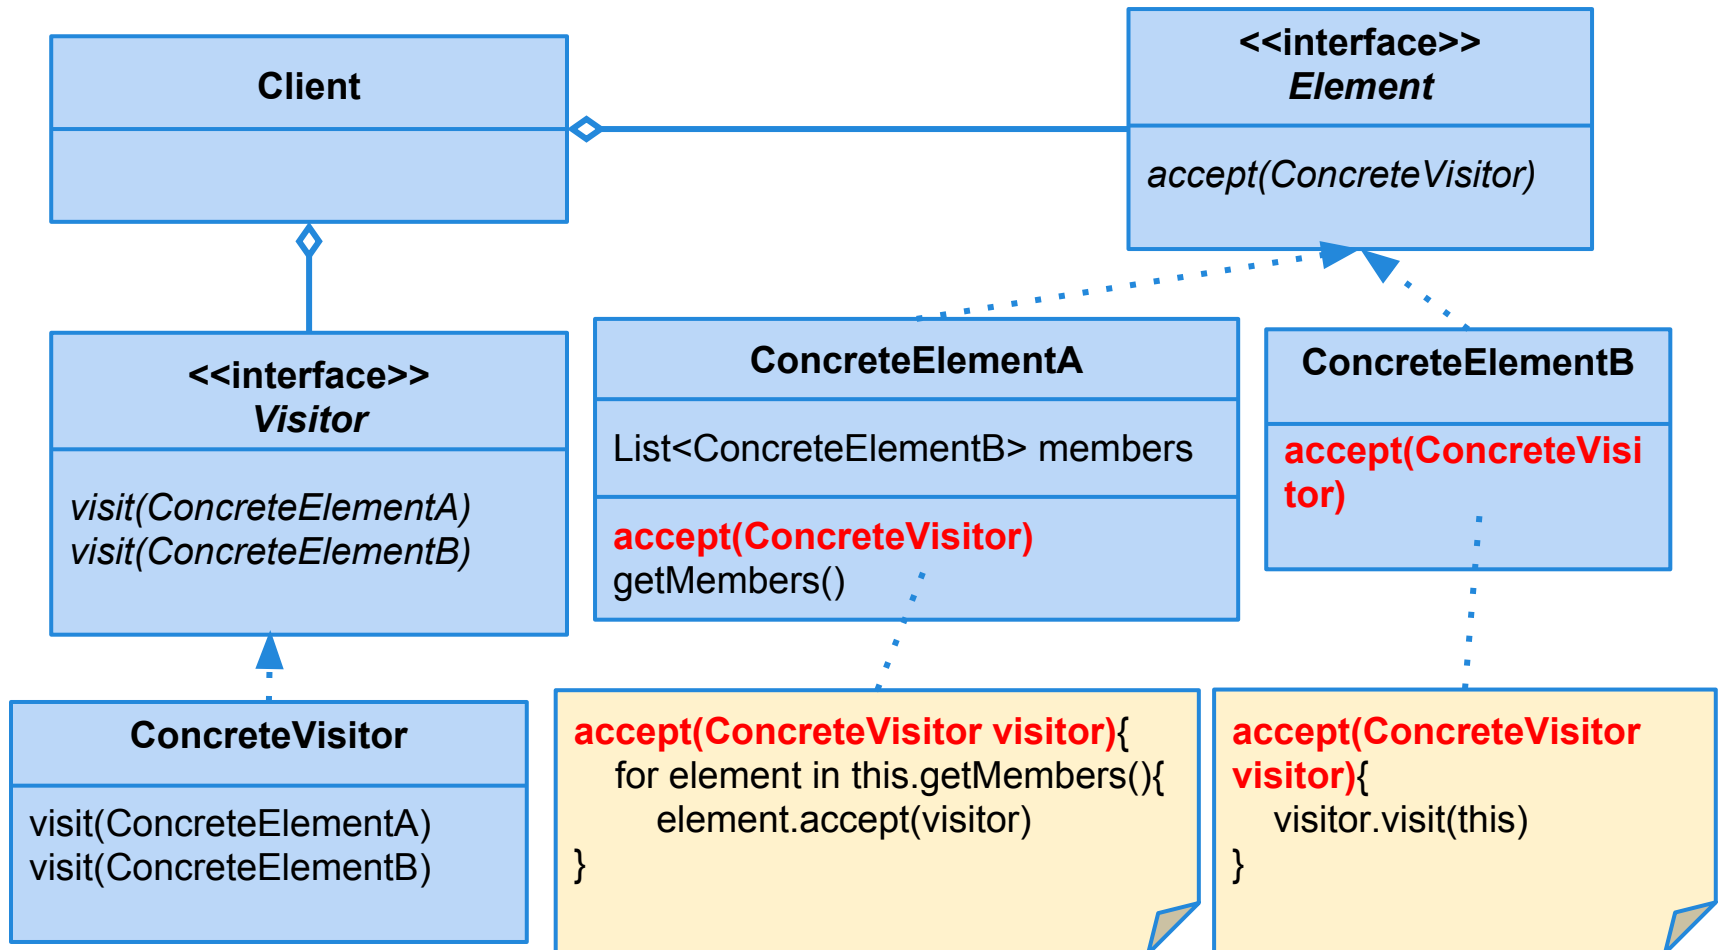 Client
<<interface>>
Element
accept(ConcreteVisitor)
<<interface>>
Visitor
visit(ConcreteElementA)
visit(ConcreteElementB)
ConcreteElementA
List<ConcreteElementB> members
accept(ConcreteVisitor)
getMembers()
ConcreteElementB
accept(ConcreteVisi
tor)
ConcreteVisitor
visit(ConcreteElementA)
visit(ConcreteElementB)
accept(ConcreteVisitor visitor){
for element in this.getMembers(){
element.accept(visitor)
}
accept(ConcreteVisitor
visitor){
visitor.visit(this)
}